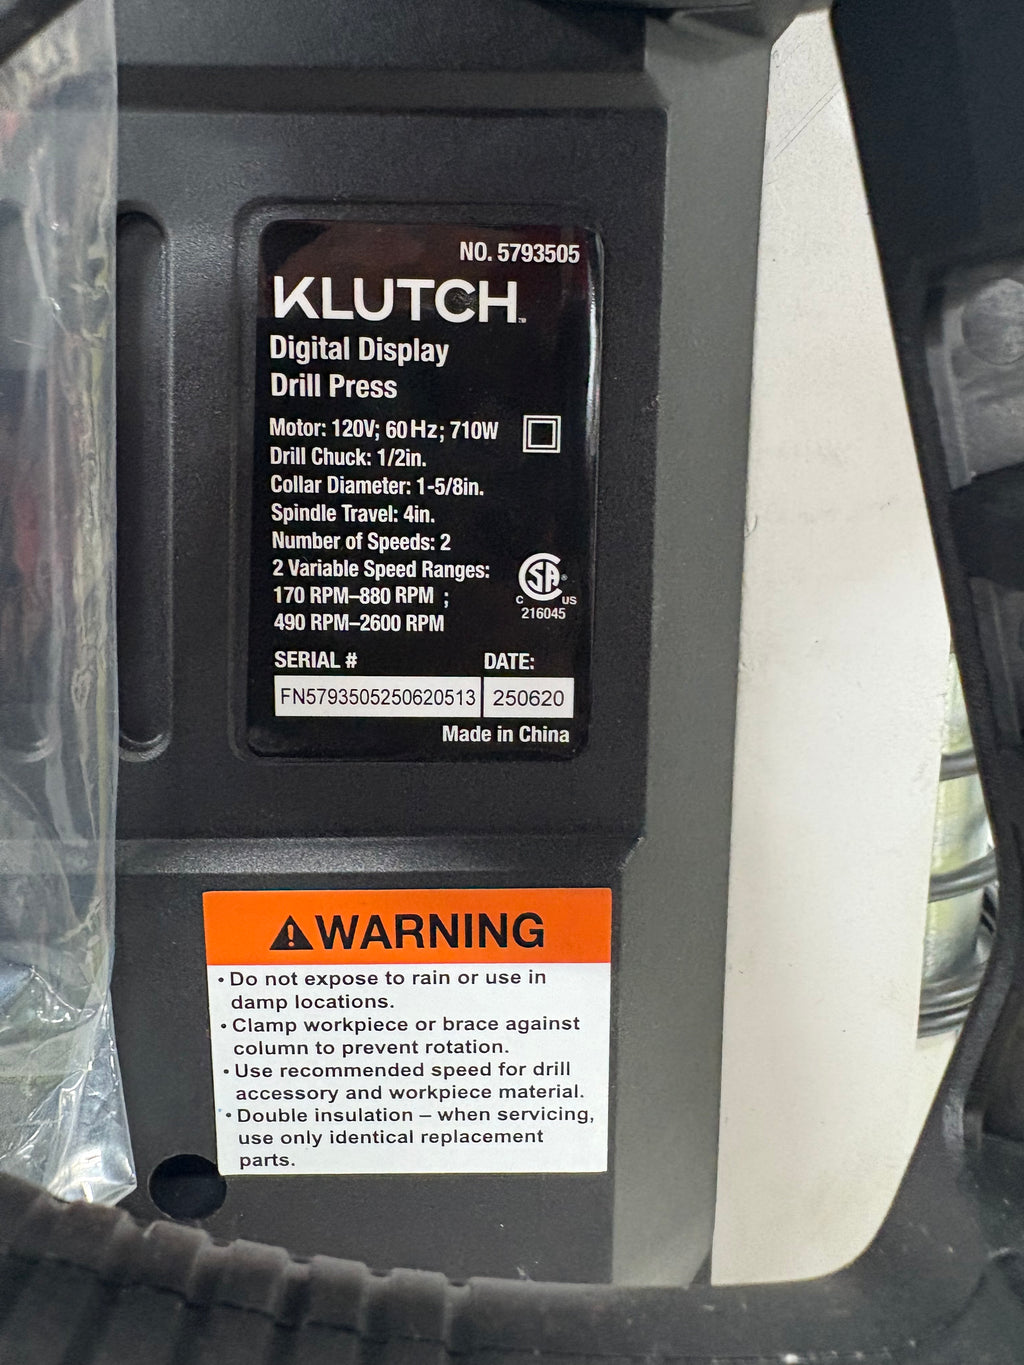 NO. 5793505
KLUTCH™
Digital Display
Drill Press
Motor: 120V; 60Hz; 710W
Drill Chuck: 1/2in.
Collar Diameter: 1-5/8in.
Spindle Travel: 4in.
Number of Speeds: 2
2 Variable Speed Ranges:
170 RPM–880 RPM ;
490 RPM–2600 RPM
CSA®
C US
216045
SERIAL # DATE:
FN5793505250620513 250620
Made in China
WARNING
• Do not expose to rain or use in
damp locations.
• Clamp workpiece or brace against
column to prevent rotation.
• Use recommended speed for drill
accessory and workpiece material.
• Double insulation – when servicing,
use only identical replacement
parts.